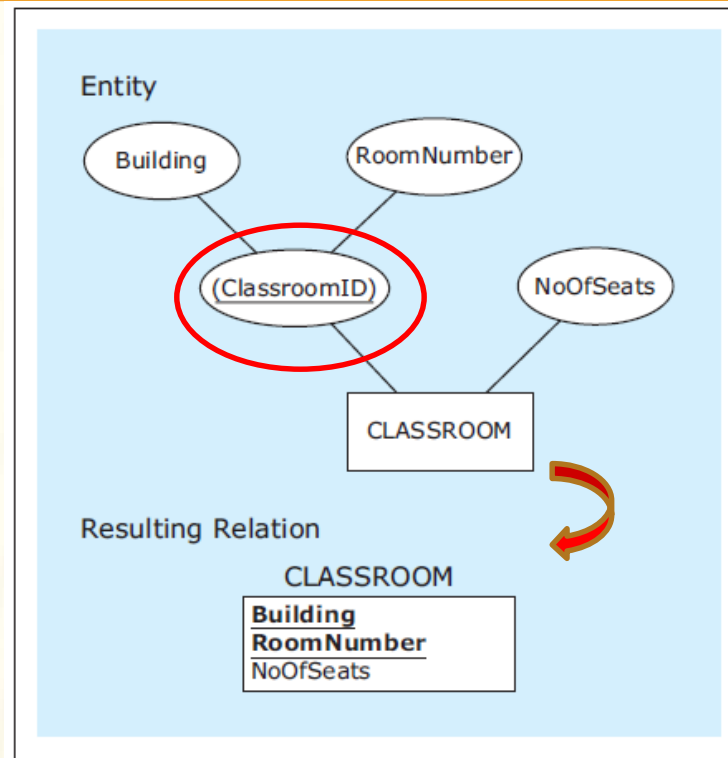 Entity
Building
RoomNumber
(ClassroomID)
NoOfSeats
CLASSROOM
Resulting Relation
CLASSROOM
Building
RoomNumber
NoOfSeats